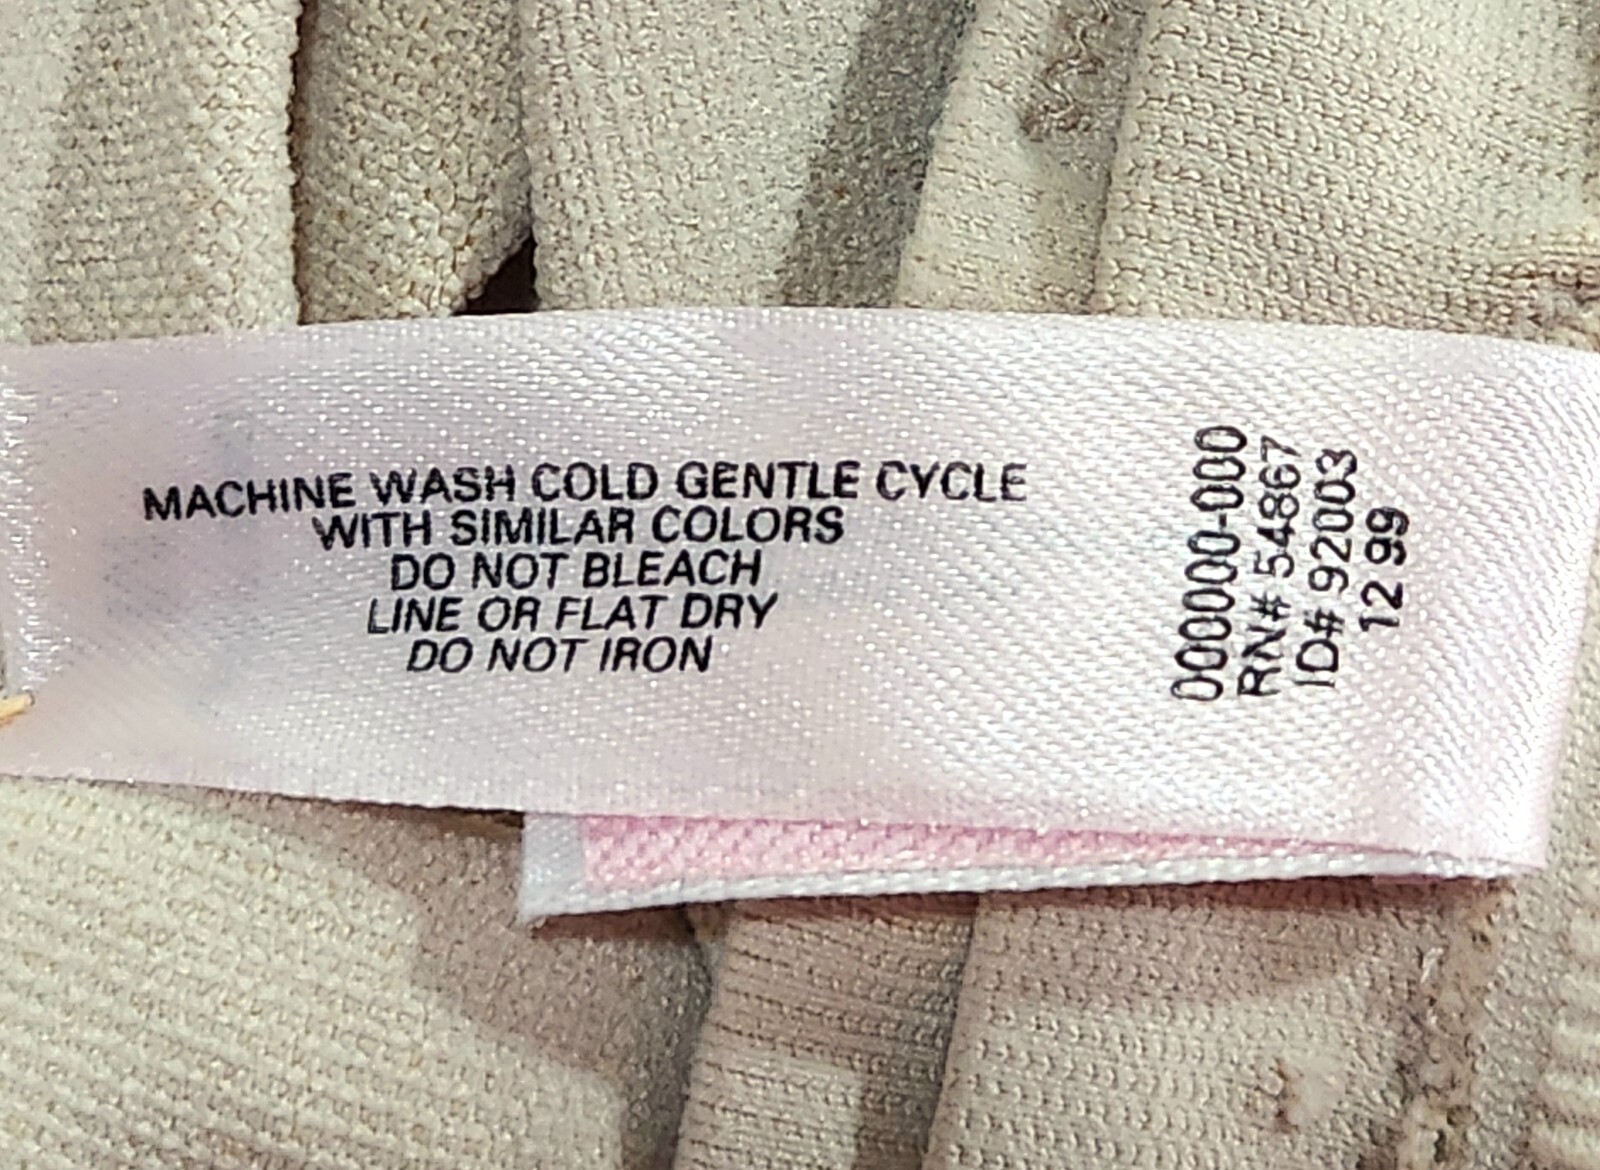 MACHINE WASH COLD GENTLE CYCLE
WITH SIMILAR COLORS
DO NOT BLEACH
LINE OR FLAT DRY
DO NOT IRON
000000-000
RN# 54867
ID# 92003
12 99